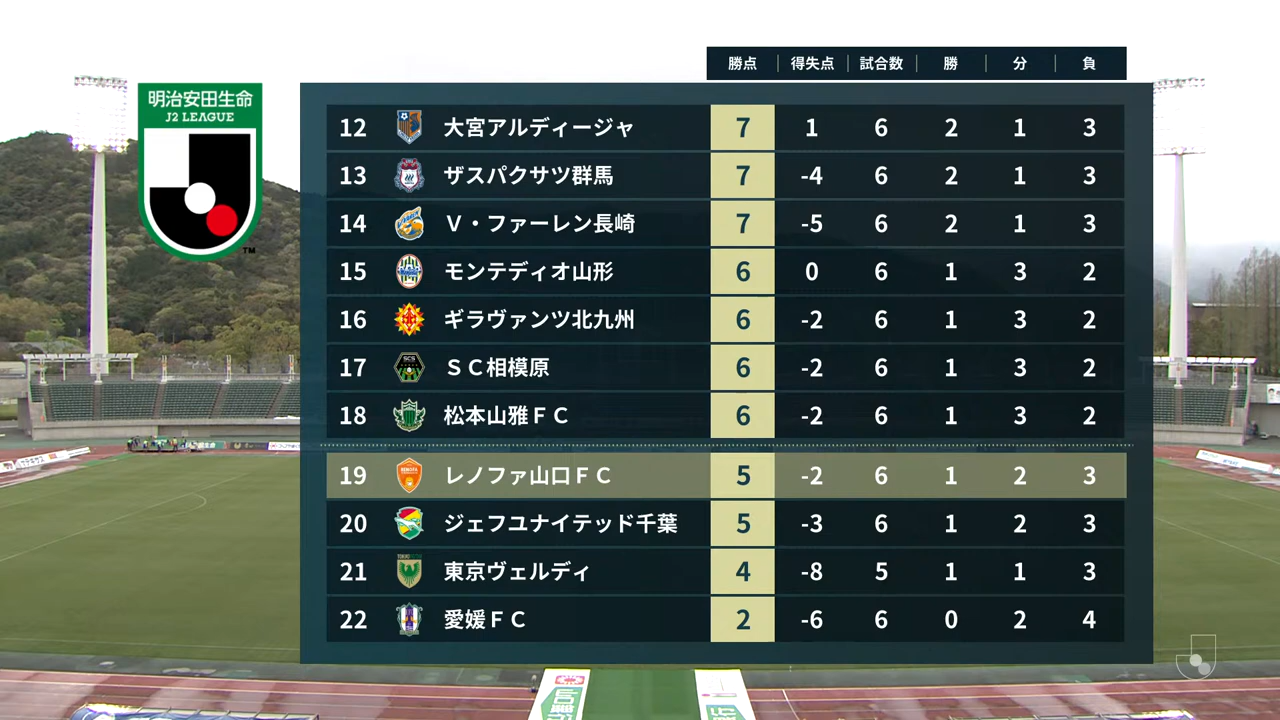 勝点 得失点 試合数 勝 分 負
明治安田生命
J2 LEAGUE
TM
12 大宮アルディージャ 7 1 6 2 1 3
13 ザスパクサツ群馬 7 -4 6 2 1 3
14 V・ファーレン長崎 7 -5 6 2 1 3
15 モンテディオ山形 6 0 6 1 3 2
16 ギラヴァンツ北九州 6 -2 6 1 3 2
17 SC相模原 6 -2 6 1 3 2
18 松本山雅FC 6 -2 6 1 3 2
19 レノファ山口FC 5 -2 6 1 2 3
20 ジェフユナイテッド千葉 5 -3 6 1 2 3
21 東京ヴェルディ 4 -8 5 1 1 3
22 愛媛FC 2 -6 6 0 2 4